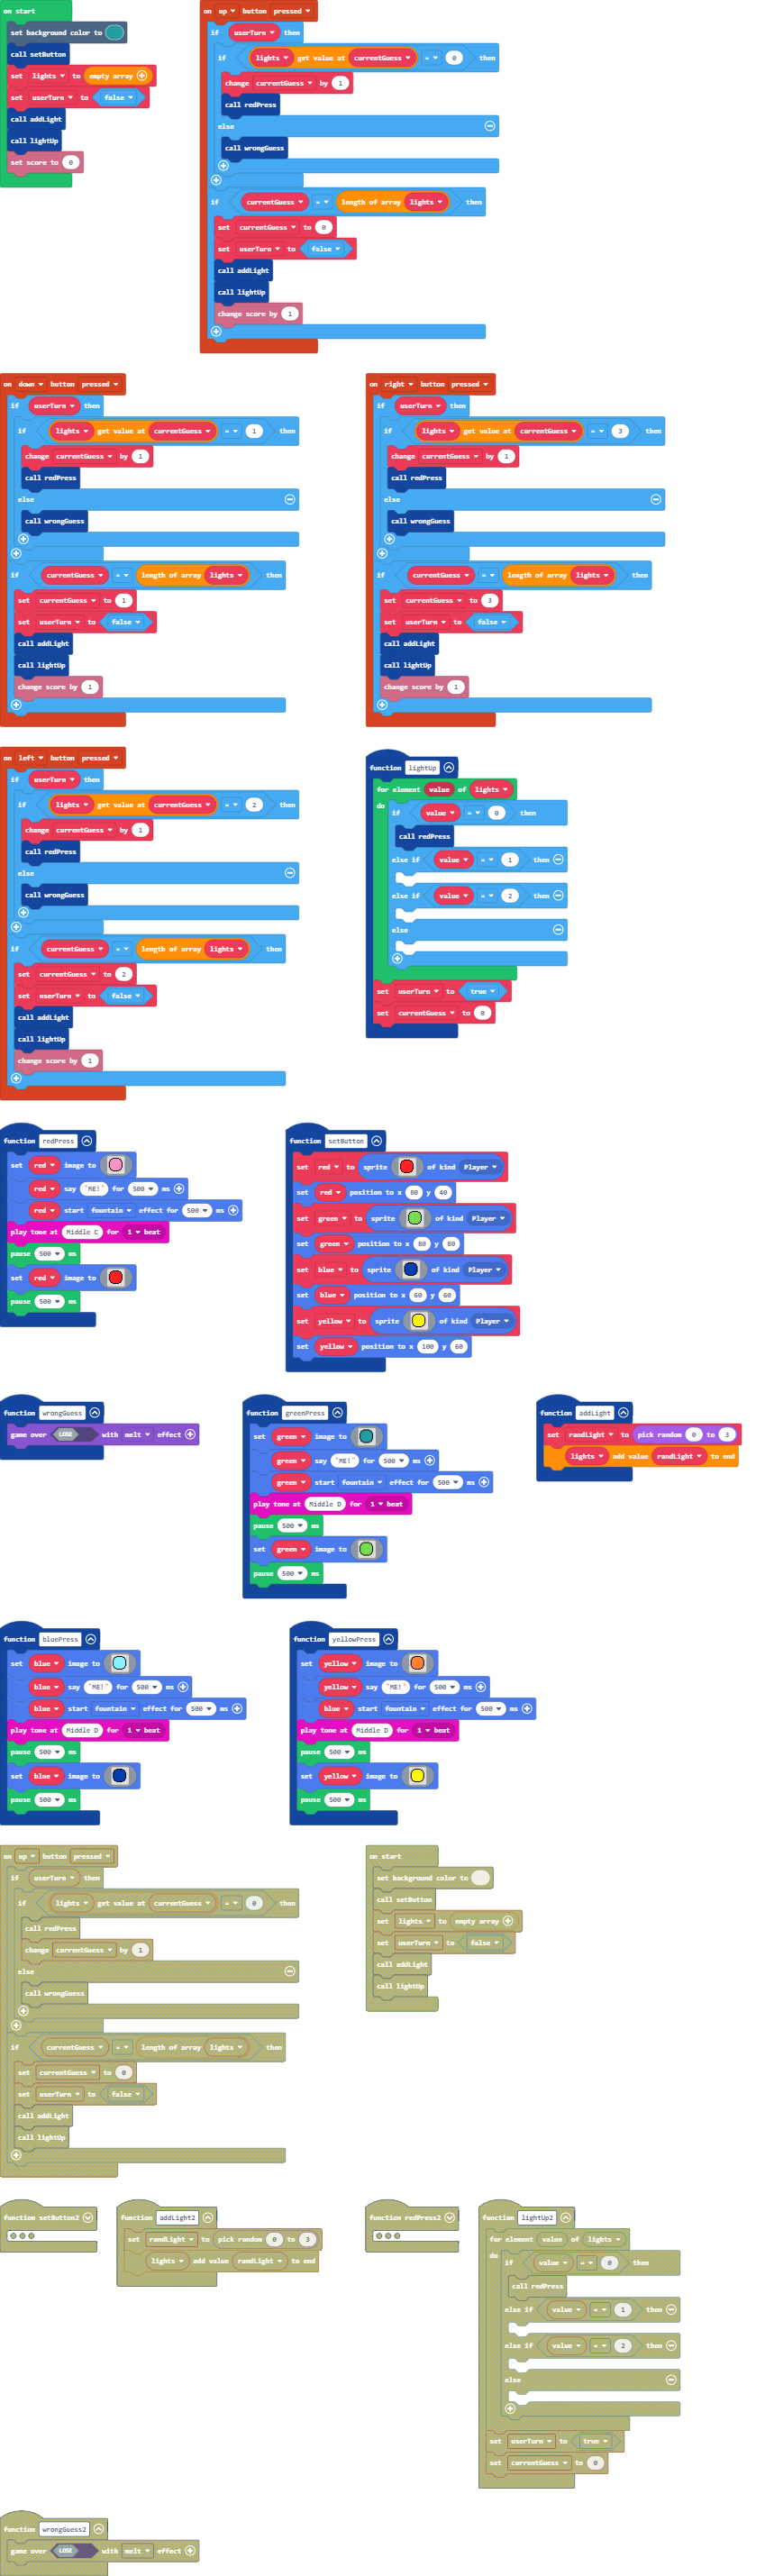 on start
set background color to
call setButton
set lights to empty array
set userTurn to false
call addLight
call lightUp
set score to 0
on up button pressed
if userTurn then
if lights get value at currentGuess = 0 then
change currentGuess by 1
call redPress
else
call wrongGuess
if currentGuess = length of array lights then
set currentGuess to 0
set userTurn to false
call addLight
call lightUp
change score by 1
on down button pressed
if userTurn then
if lights get value at currentGuess = 1 then
change currentGuess by 1
call redPress
else
call wrongGuess
if currentGuess = length of array lights then
set currentGuess to 1
set userTurn to false
call addLight
call lightUp
change score by 1
on right button pressed
if userTurn then
if lights get value at currentGuess = 3 then
change currentGuess by 1
call redPress
else
call wrongGuess
if currentGuess = length of array lights then
set currentGuess to 3
set userTurn to false
call addLight
call lightUp
change score by 1
on left button pressed
if userTurn then
if lights get value at currentGuess = 2 then
change currentGuess by 1
call redPress
else
call wrongGuess
if currentGuess = length of array lights then
set currentGuess to 2
set userTurn to false
call addLight
call lightUp
change score by 1
function lightUp
for element value of lights
do
if value = 0 then
call redPress
else if value = 1 then
else if value = 2 then
else
set userTurn to true
set currentGuess to 0
function redPress
set red image to
red say "ME!" for 500 ms
red start fountain effect for 500 ms
play tone at Middle C for 1 beat
pause 500 ms
set red image to
pause 500 ms
function setButton
set red to sprite of kind Player
set red position to x 80 y 40
set green to sprite of kind Player
set green position to x 80 y 80
set blue to sprite of kind Player
set blue position to x 60 y 60
set yellow to sprite of kind Player
set yellow position to x 100 y 60
function wrongGuess
game over LOSE with melt effect
function greenPress
set green image to
green say "ME!" for 500 ms
green start fountain effect for 500 ms
play tone at Middle D for 1 beat
pause 500 ms
set green image to
pause 500 ms
function addLight
set randLight to pick random 0 to 3
lights add value randLight to end
function bluePress
set blue image to
blue say "ME!" for 500 ms
blue start fountain effect for 500 ms
play tone at Middle D for 1 beat
pause 500 ms
set blue image to
pause 500 ms
function yellowPress
set yellow image to
yellow say "ME!" for 500 ms
blue start fountain effect for 500 ms
play tone at Middle D for 1 beat
pause 500 ms
set yellow image to
pause 500 ms
on up button pressed
if userTurn then
if lights get value at currentGuess = 0 then
call redPress
change currentGuess by 1
else
call wrongGuess
if currentGuess = length of array lights then
set currentGuess to 0
set userTurn to false
call addLight
call lightUp
on start
set background color to
call setButton
set lights to empty array
set userTurn to false
call addLight
call lightUp
function setButton2
function addLight2
set randLight to pick random 0 to 3
lights add value randLight to end
function redPress2
function lightUp2
for element value of lights
do
if value = 0 then
call redPress
else if value = 1 then
else if value = 2 then
else
set userTurn to true
set currentGuess to 0
function wrongGuess2
game over LOSE with melt effect